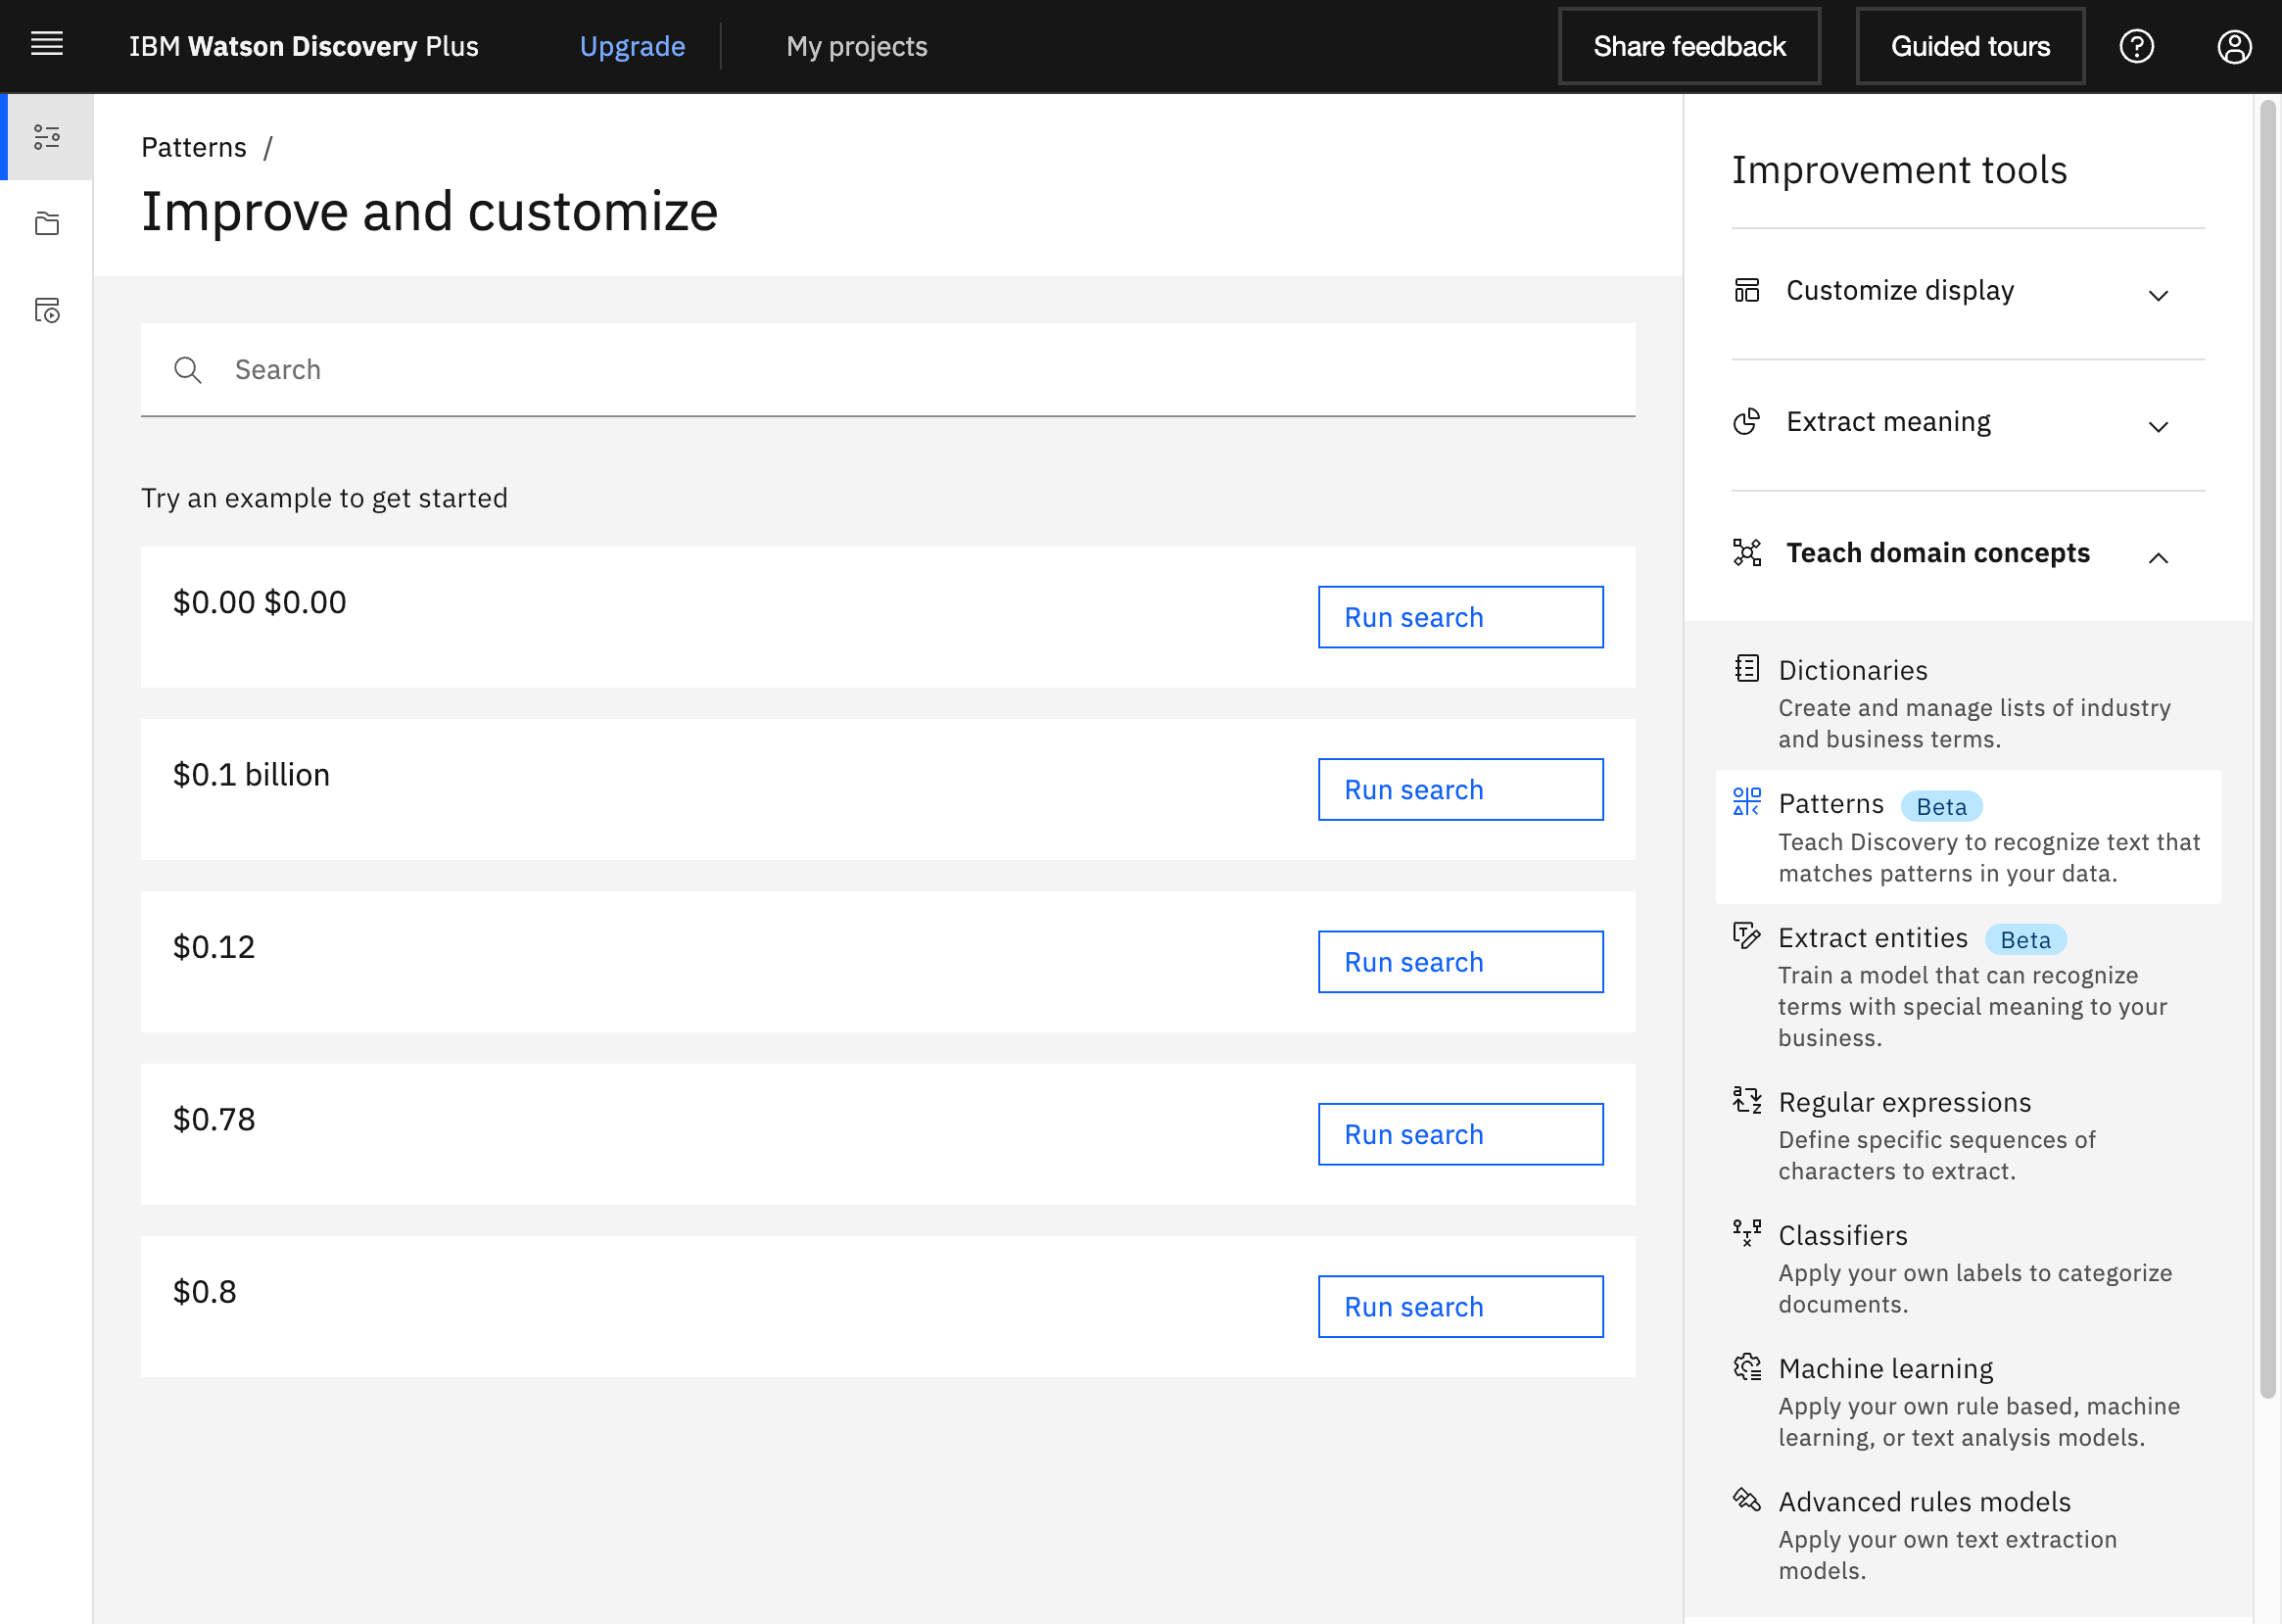 IBM Watson Discovery Plus
Upgrade
My projects
Share feedback
Guided tours
Patterns /
Improve and customize
Search
Try an example to get started
$0.00 $0.00
Run search
$0.1 billion
Run search
$0.12
Run search
$0.78
Run search
$0.8
Run search
Improvement tools
Customize display
Extract meaning
Teach domain concepts
Dictionaries
Create and manage lists of industry
and business terms.
Patterns Beta
Teach Discovery to recognize text that
matches patterns in your data.
Extract entities Beta
Train a model that can recognize
terms with special meaning to your
business.
Regular expressions
Define specific sequences of
characters to extract.
Classifiers
Apply your own labels to categorize
documents.
Machine learning
Apply your own rule based, machine
learning, or text analysis models.
Advanced rules models
Apply your own text extraction
models.